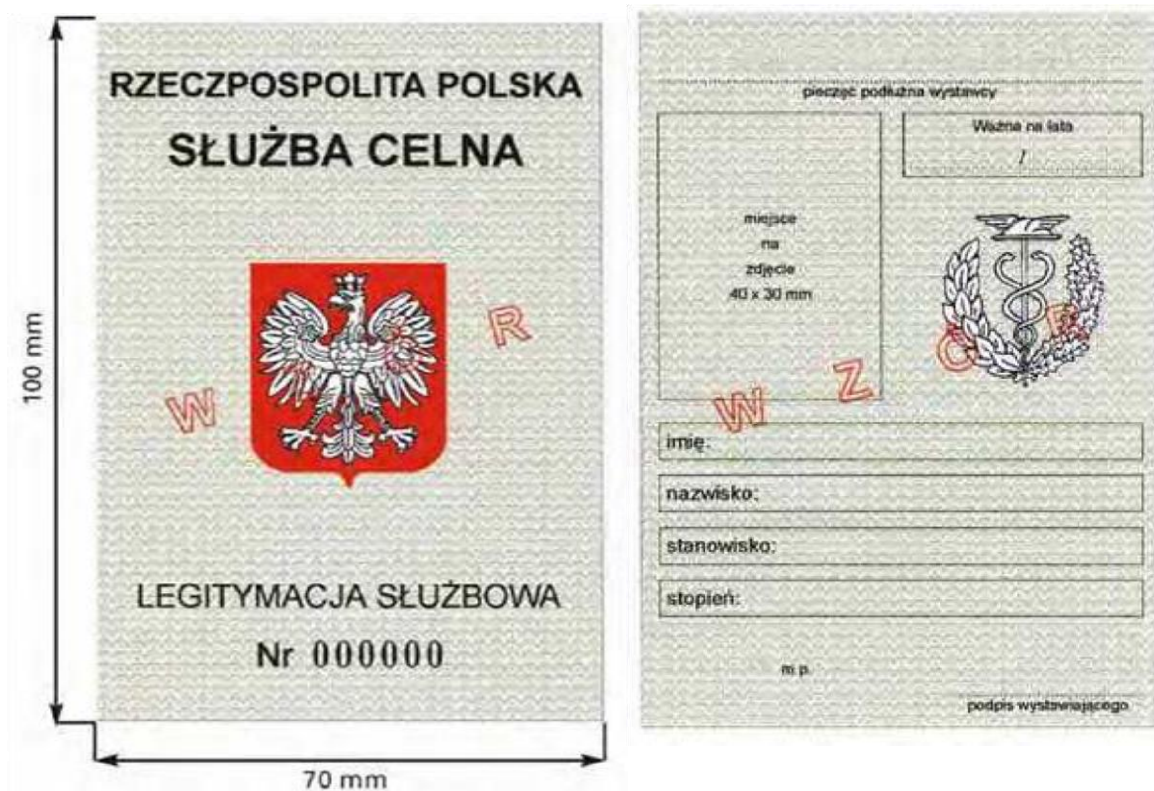 RZECZPOSPOLITA POLSKA
SŁUŻBA CELNA
W R
LEGITYMACJA SŁUŻBOWA
Nr 000000
100 mm
70 mm
pieczęć podłużna wystawcy
Ważna na lata
/
miejsce
na
zdjęcie
40 x 30 mm
W Z Ó R
imię:
nazwisko:
stanowisko:
stopień:
m.p.
podpis wystawiającego